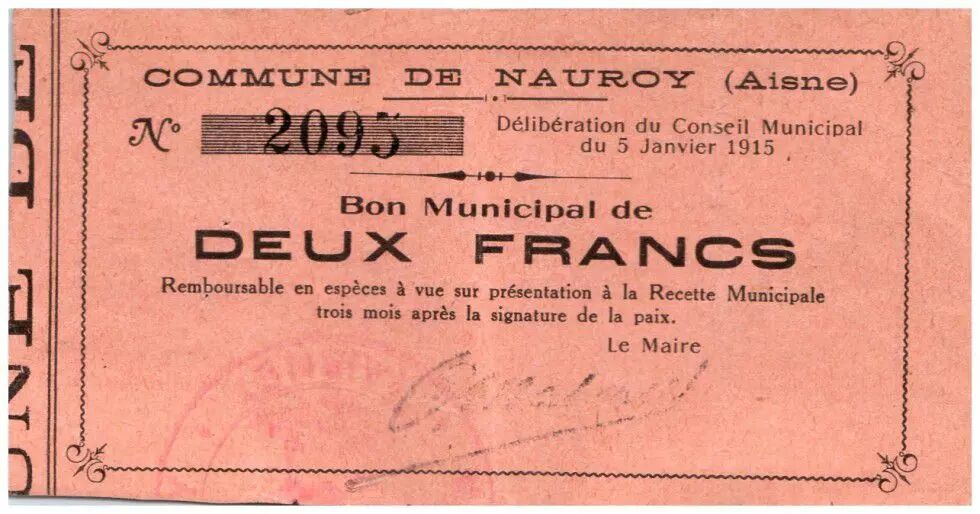 COMMUNE DE NAUROY (Aisne)
No 2095
Délibération du Conseil Municipal
du 5 Janvier 1915
Bon Municipal de
DEUX FRANCS
Remboursable en espèces à vue sur présentation à la Recette Municipale
trois mois après la signature de la paix.
Le Maire
UNE DE